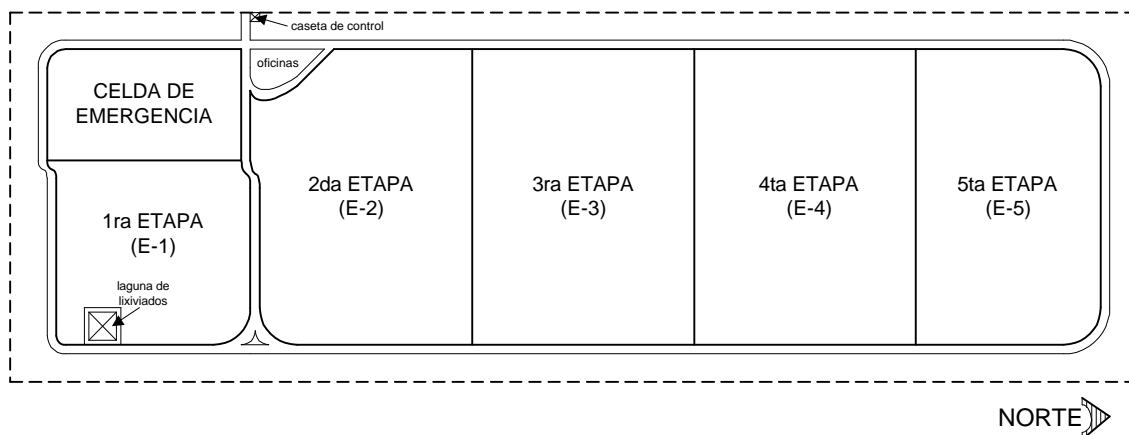 caseta de control
oficinas
CELDA DE
EMERGENCIA
2da ETAPA
(E-2)
3ra ETAPA
(E-3)
4ta ETAPA
(E-4)
5ta ETAPA
(E-5)
1ra ETAPA
(E-1)
laguna de
lixiviados
NORTE